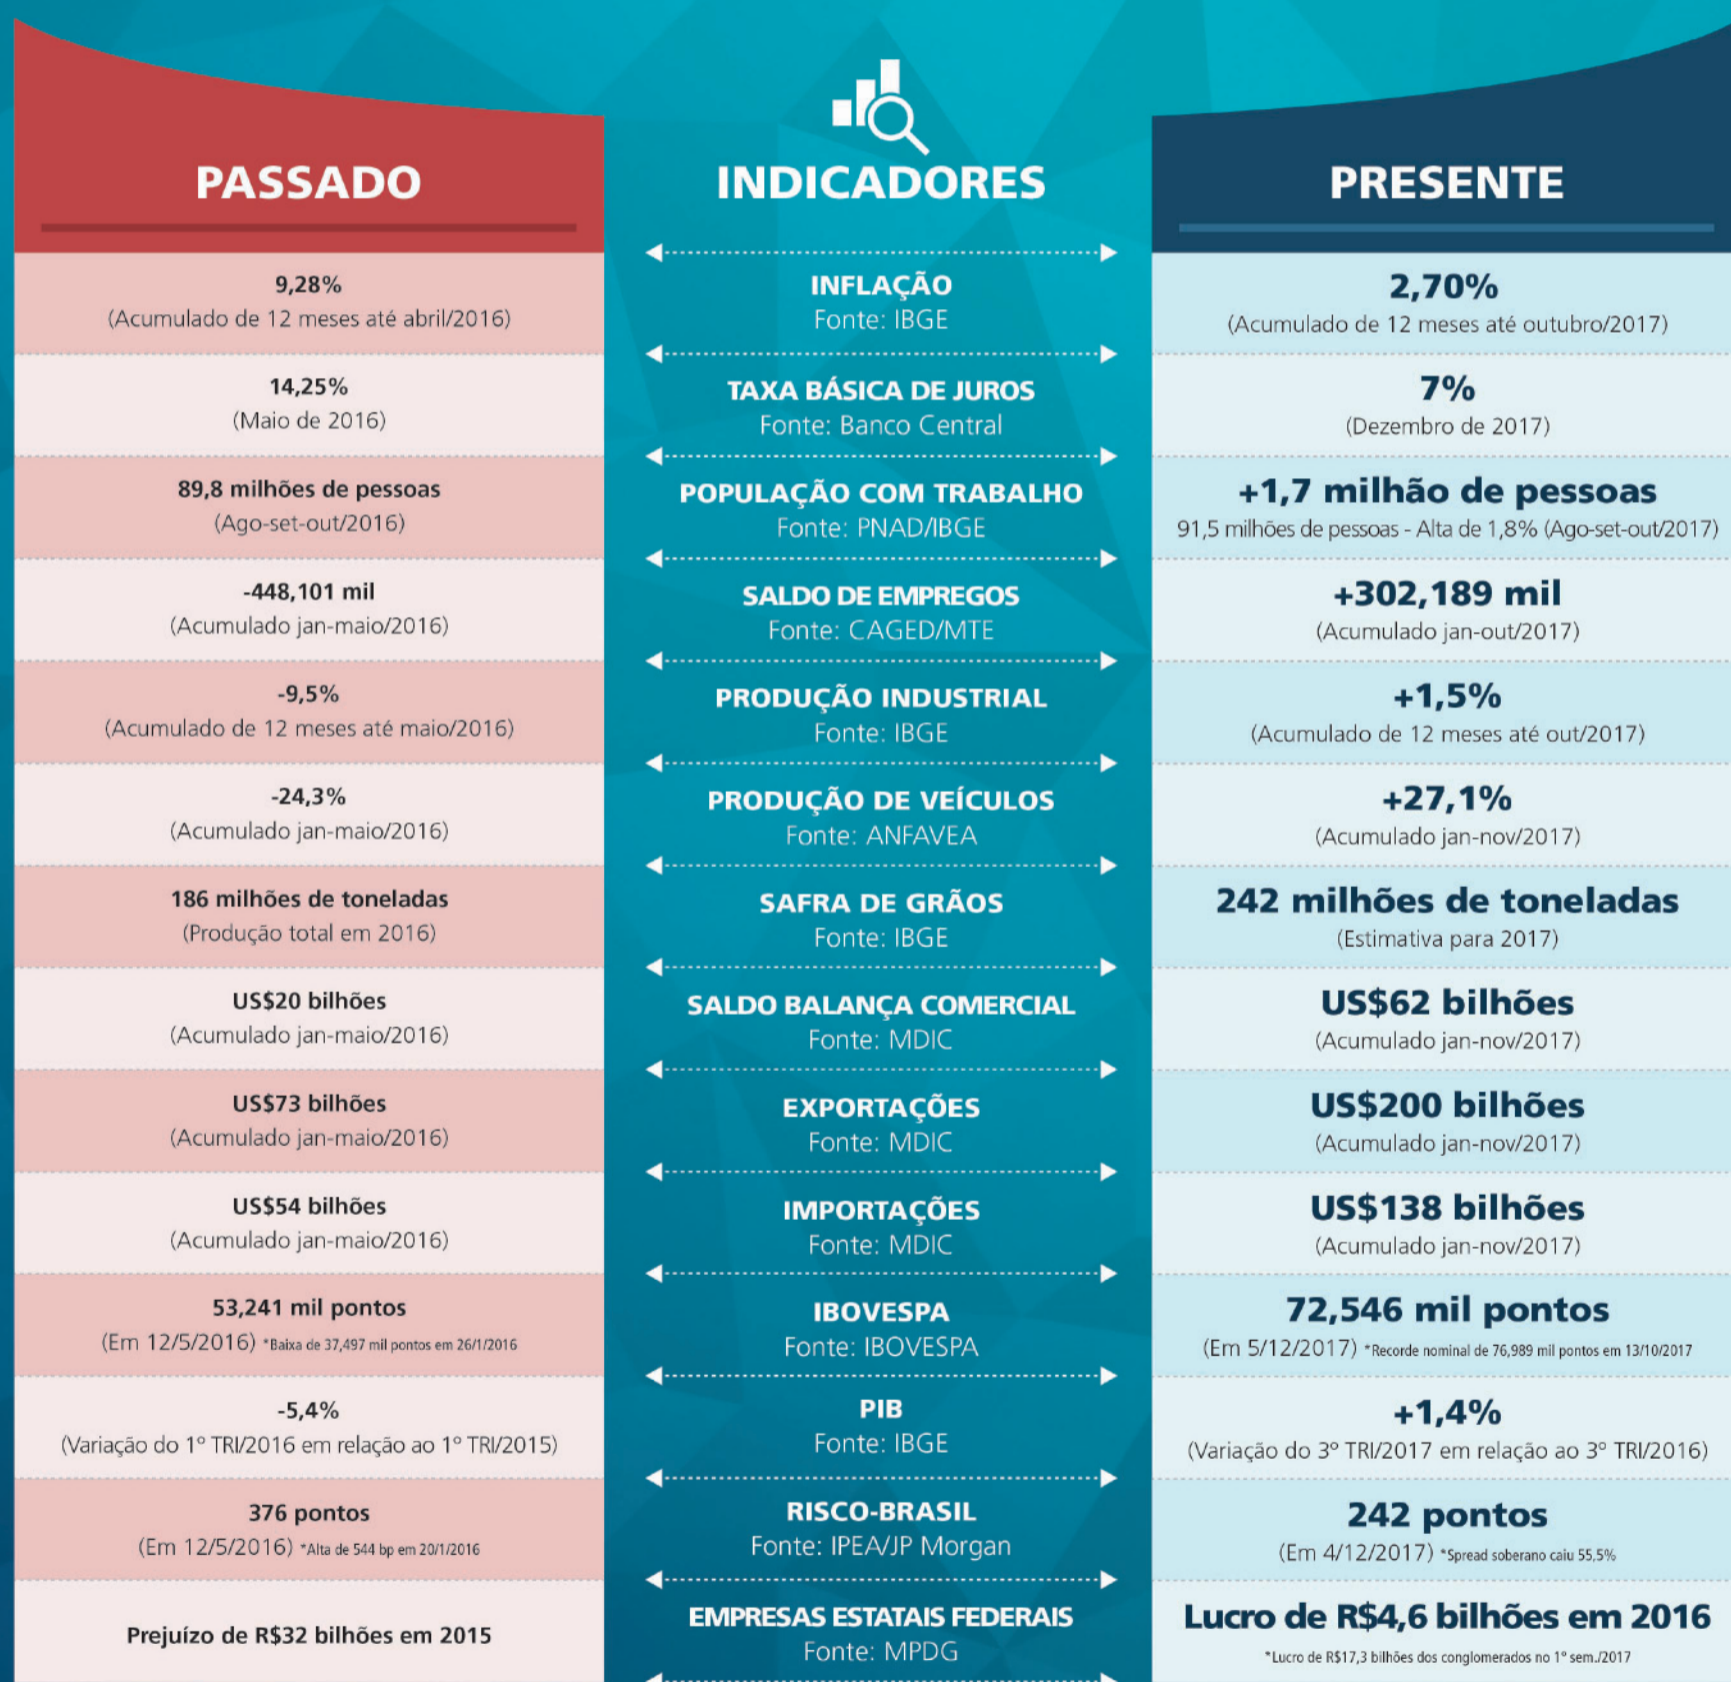 PASSADO
INDICADORES
PRESENTE
9,28%
(Acumulado de 12 meses até abril/2016)
INFLAÇÃO
Fonte: IBGE
2,70%
(Acumulado de 12 meses até outubro/2017)
14,25%
(Maio de 2016)
TAXA BÁSICA DE JUROS
Fonte: Banco Central
7%
(Dezembro de 2017)
89,8 milhões de pessoas
(Ago-set-out/2016)
POPULAÇÃO COM TRABALHO
Fonte: PNAD/IBGE
+1,7 milhão de pessoas
91,5 milhões de pessoas - Alta de 1,8% (Ago-set-out/2017)
-448,101 mil
(Acumulado jan-maio/2016)
SALDO DE EMPREGOS
Fonte: CAGED/MTE
+302,189 mil
(Acumulado jan-out/2017)
-9,5%
(Acumulado de 12 meses até maio/2016)
PRODUÇÃO INDUSTRIAL
Fonte: IBGE
+1,5%
(Acumulado de 12 meses até out/2017)
-24,3%
(Acumulado jan-maio/2016)
PRODUÇÃO DE VEÍCULOS
Fonte: ANFAVEA
+27,1%
(Acumulado jan-nov/2017)
186 milhões de toneladas
(Produção total em 2016)
SAFRA DE GRÃOS
Fonte: IBGE
242 milhões de toneladas
(Estimativa para 2017)
US$20 bilhões
(Acumulado jan-maio/2016)
SALDO BALANÇA COMERCIAL
Fonte: MDIC
US$62 bilhões
(Acumulado jan-nov/2017)
US$73 bilhões
(Acumulado jan-maio/2016)
EXPORTAÇÕES
Fonte: MDIC
US$200 bilhões
(Acumulado jan-nov/2017)
US$54 bilhões
(Acumulado jan-maio/2016)
IMPORTAÇÕES
Fonte: MDIC
US$138 bilhões
(Acumulado jan-nov/2017)
53,241 mil pontos
(Em 12/5/2016) *Baixa de 37,497 mil pontos em 26/1/2016
IBOVESPA
Fonte: IBOVESPA
72,546 mil pontos
(Em 5/12/2017) *Recorde nominal de 76,989 mil pontos em 13/10/2017
-5,4%
(Variação do 1º TRI/2016 em relação ao 1º TRI/2015)
PIB
Fonte: IBGE
+1,4%
(Variação do 3º TRI/2017 em relação ao 3º TRI/2016)
376 pontos
(Em 12/5/2016) *Alta de 544 bp em 20/1/2016
RISCO-BRASIL
Fonte: IPEA/JP Morgan
242 pontos
(Em 4/12/2017) *Spread soberano caiu 55,5%
Prejuízo de R$32 bilhões em 2015
EMPRESAS ESTATAIS FEDERAIS
Fonte: MPDG
Lucro de R$4,6 bilhões em 2016
*Lucro de R$17,3 bilhões dos conglomerados no 1º sem./2017